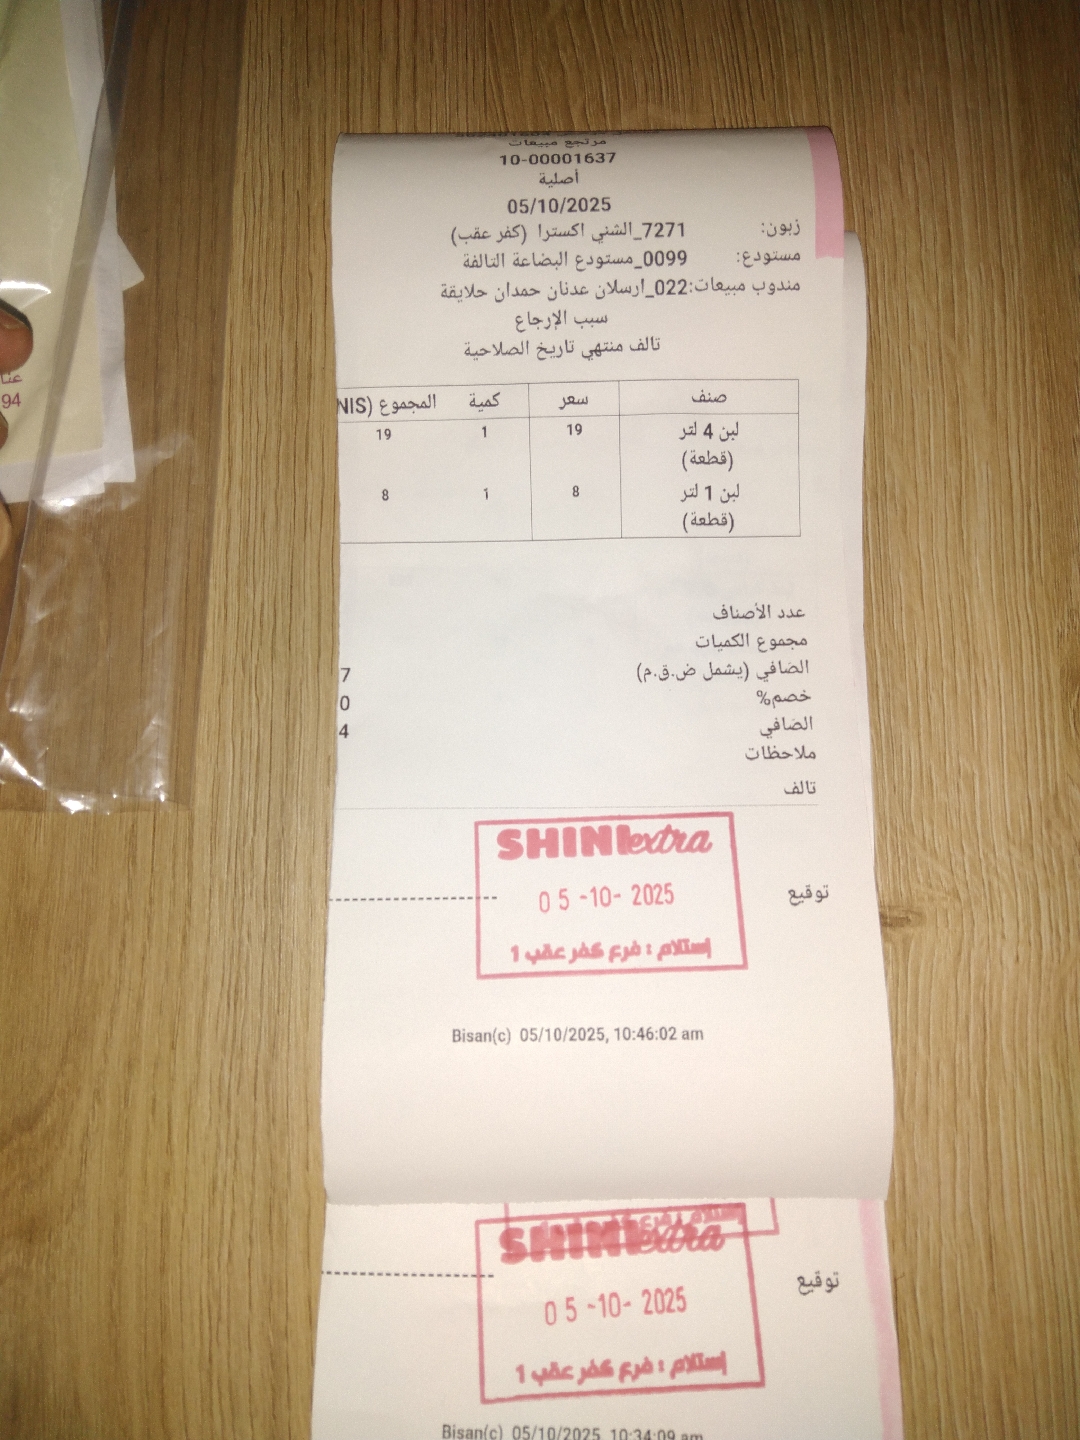 مرتجع مبيعات
10-00001637
أصلية
05/10/2025
زبون: 7271_الشني اكسترا (كفر عقب)
مستودع: 0099_مستودع البضاعة التالفة
مندوب مبيعات:022_ارسلان عدنان حمدان حلايقة
سبب الإرجاع
تالف منتهي تاريخ الصلاحية
صنف سعر كمية المجموع (NIS
لبن 4 لتر 19 1 19
(قطعة)
لبن 1 لتر 8 1 8
(قطعة)
عدد الأصناف
مجموع الكميات
الصافي (يشمل ض.ق.م) 7
خصم% 0
الصافي 4
ملاحظات
تالف
SHINI extra
05-10-2025
إستلام : فرع كفر عقب 1
توقيع
Bisan(c) 05/10/2025, 10:46:02 am
SHINI extra
05-10-2025
إستلام : فرع كفر عقب 1
توقيع
Bisan(c) 05/10/2025, 10:34:09 am
94